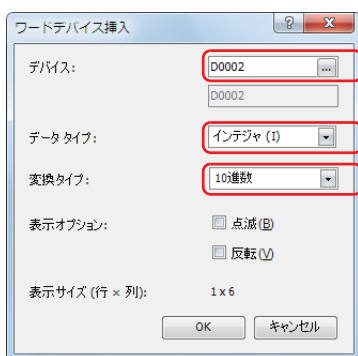 ワードデバイス挿入
デバイス: D0002 ...
D0002
データ タイプ: インテジャ (I)
変換タイプ: 10進数
表示オプション: 点滅(B)
反転(V)
表示サイズ (行 × 列): 1 x 6
OK キャンセル